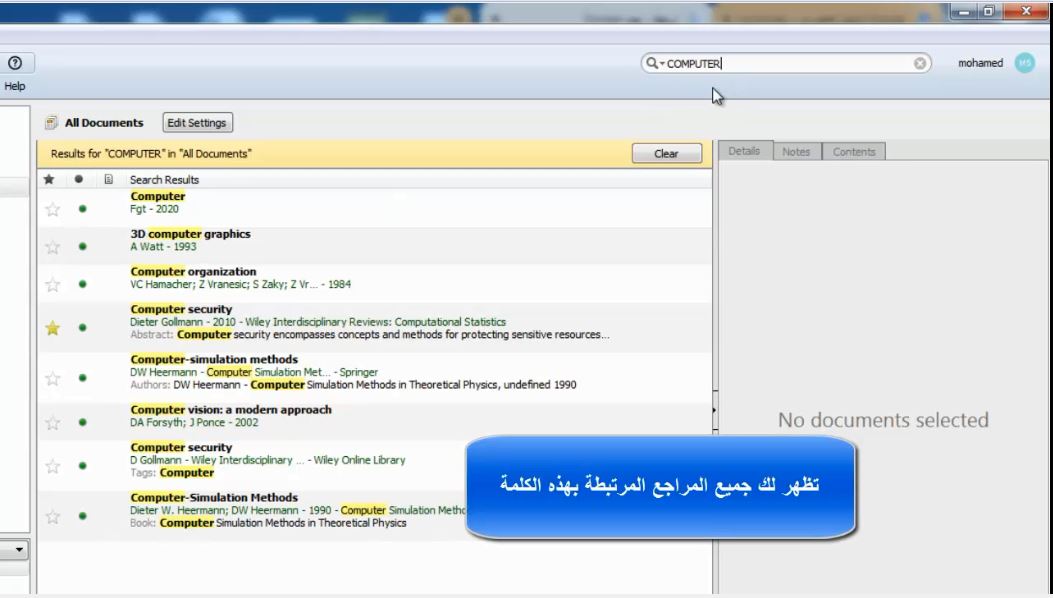 COMPUTER
mohamed
MS
Help
All Documents
Edit Settings
Results for "COMPUTER" in "All Documents"
Clear
Details
Notes
Contents
Search Results
Computer
Fgt - 2020
3D computer graphics
A Watt - 1993
Computer organization
VC Hamacher; Z Vranesic; S Zaky; Z Vr... - 1984
Computer security
Dieter Gollmann - 2010 - Wiley Interdisciplinary Reviews: Computational Statistics
Abstract: Computer security encompasses concepts and methods for protecting sensitive resources...
Computer-simulation methods
DW Heermann - Computer Simulation Met... - Springer
Authors: DW Heermann - Computer Simulation Methods in Theoretical Physics, undefined 1990
Computer vision: a modern approach
DA Forsyth; J Ponce - 2002
No documents selected
Computer security
D Gollmann - Wiley Interdisciplinary ... - Wiley Online Library
Tags: Computer
تظهر لك جميع المراجع المرتبطة بهذه الكلمة
Computer-Simulation Methods
Dieter W. Heermann; DW Heermann - 1990 - Computer Simulation Metho
Book: Computer Simulation Methods in Theoretical Physics